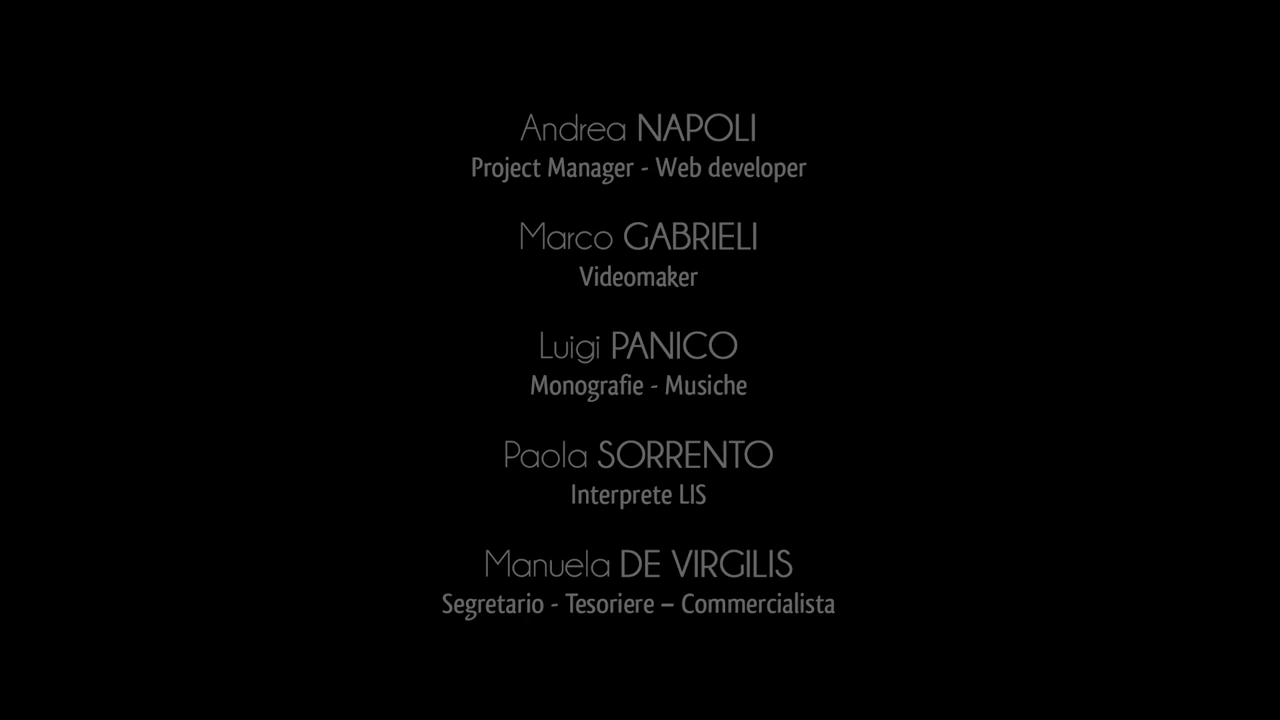 Andrea NAPOLI
Project Manager - Web developer
Marco GABRIELI
Videomaker
Luigi PANICO
Monografie - Musiche
Paola SORRENTO
Interprete LIS
Manuela DE VIRGILIS
Segretario - Tesoriere – Commercialista